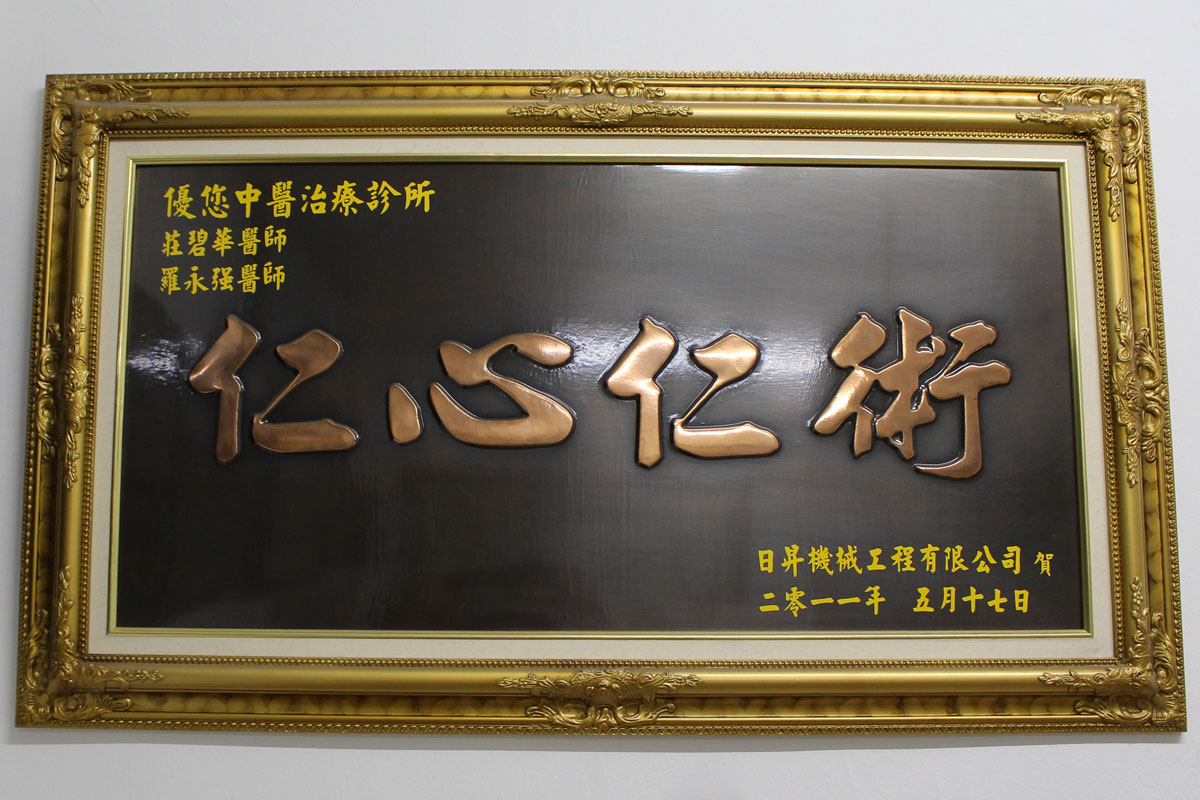 優您中醫治療診所
莊碧華醫師
羅永强醫師
仁心仁術
日昇機械工程有限公司 賀
二零一一年 五月十七日